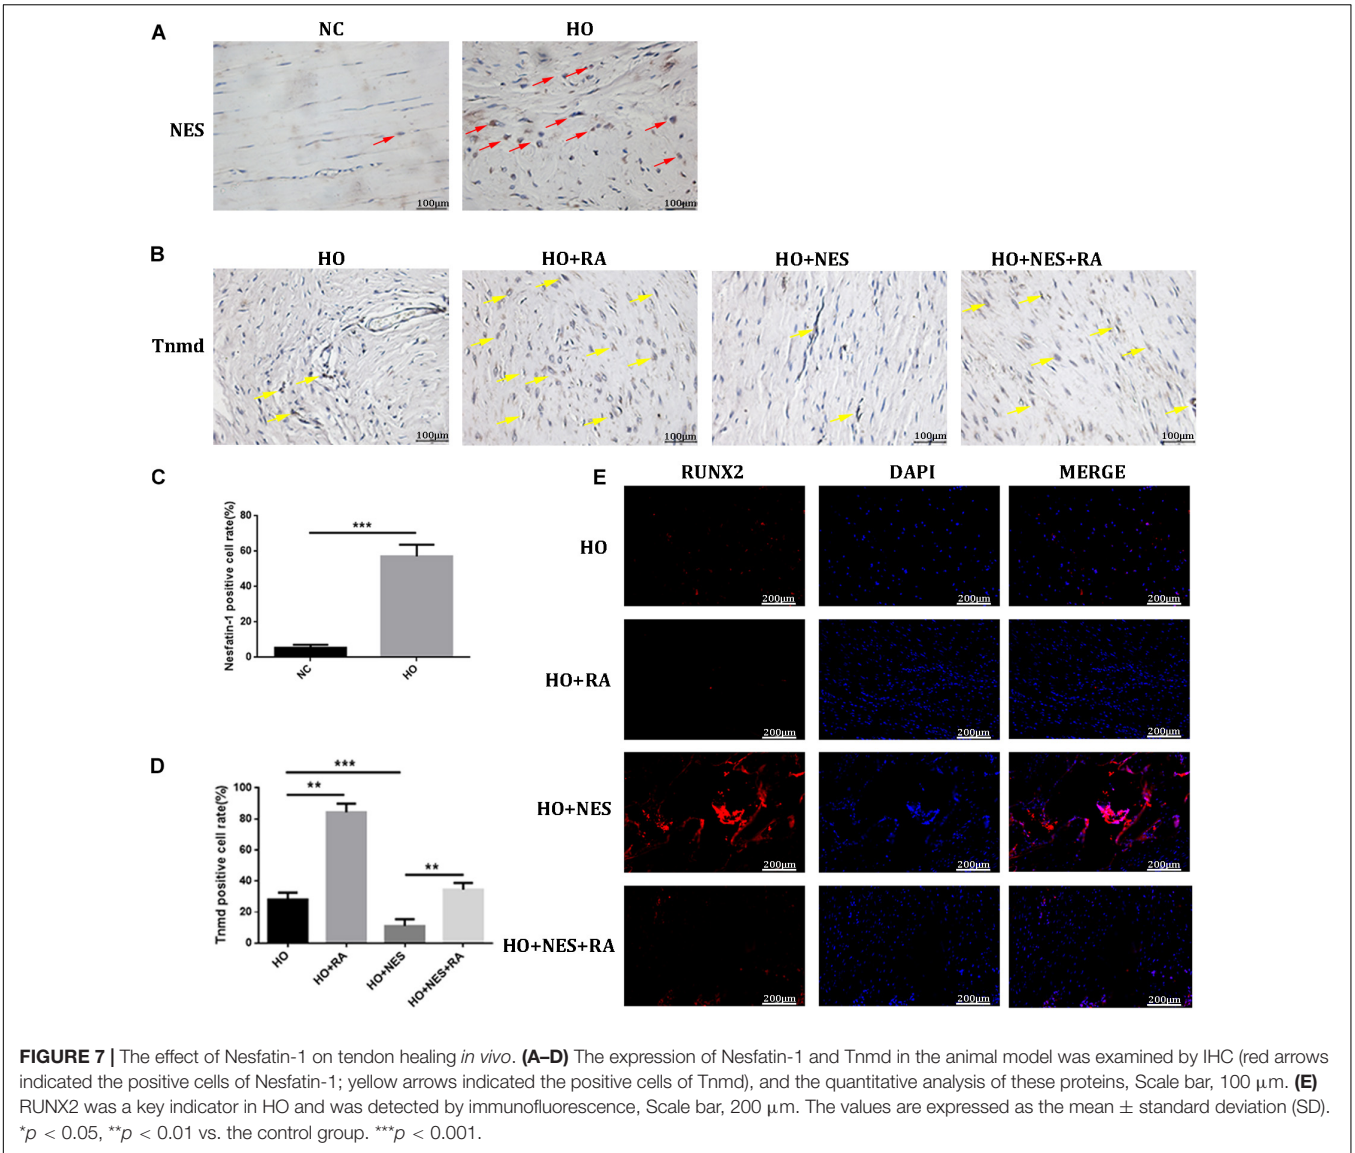 A
NC
HO
NES
100μm
100μm
B
HO
HO+RA
HO+NES
HO+NES+RA
Tnmd
100μm
100μm
100μm
100μm
C
Nesfatin-1 positive cell rate(%)
80
60
40
20
0
***
NC
HO
D
Tnmd positive cell rate(%)
100
80
60
40
20
0
***
**
**
HO
HO+RA
HO+NES
HO+NES+RA
E
RUNX2
DAPI
MERGE
HO
200μm
200μm
200μm
HO+RA
200μm
200μm
200μm
HO+NES
200μm
200μm
200μm
HO+NES+RA
200μm
200μm
200μm
FIGURE 7 | The effect of Nesfatin-1 on tendon healing in vivo. (A–D) The expression of Nesfatin-1 and Tnmd in the animal model was examined by IHC (red arrows
indicated the positive cells of Nesfatin-1; yellow arrows indicated the positive cells of Tnmd), and the quantitative analysis of these proteins, Scale bar, 100 μm. (E)
RUNX2 was a key indicator in HO and was detected by immunofluorescence, Scale bar, 200 μm. The values are expressed as the mean ± standard deviation (SD).
*p < 0.05, **p < 0.01 vs. the control group. ***p < 0.001.